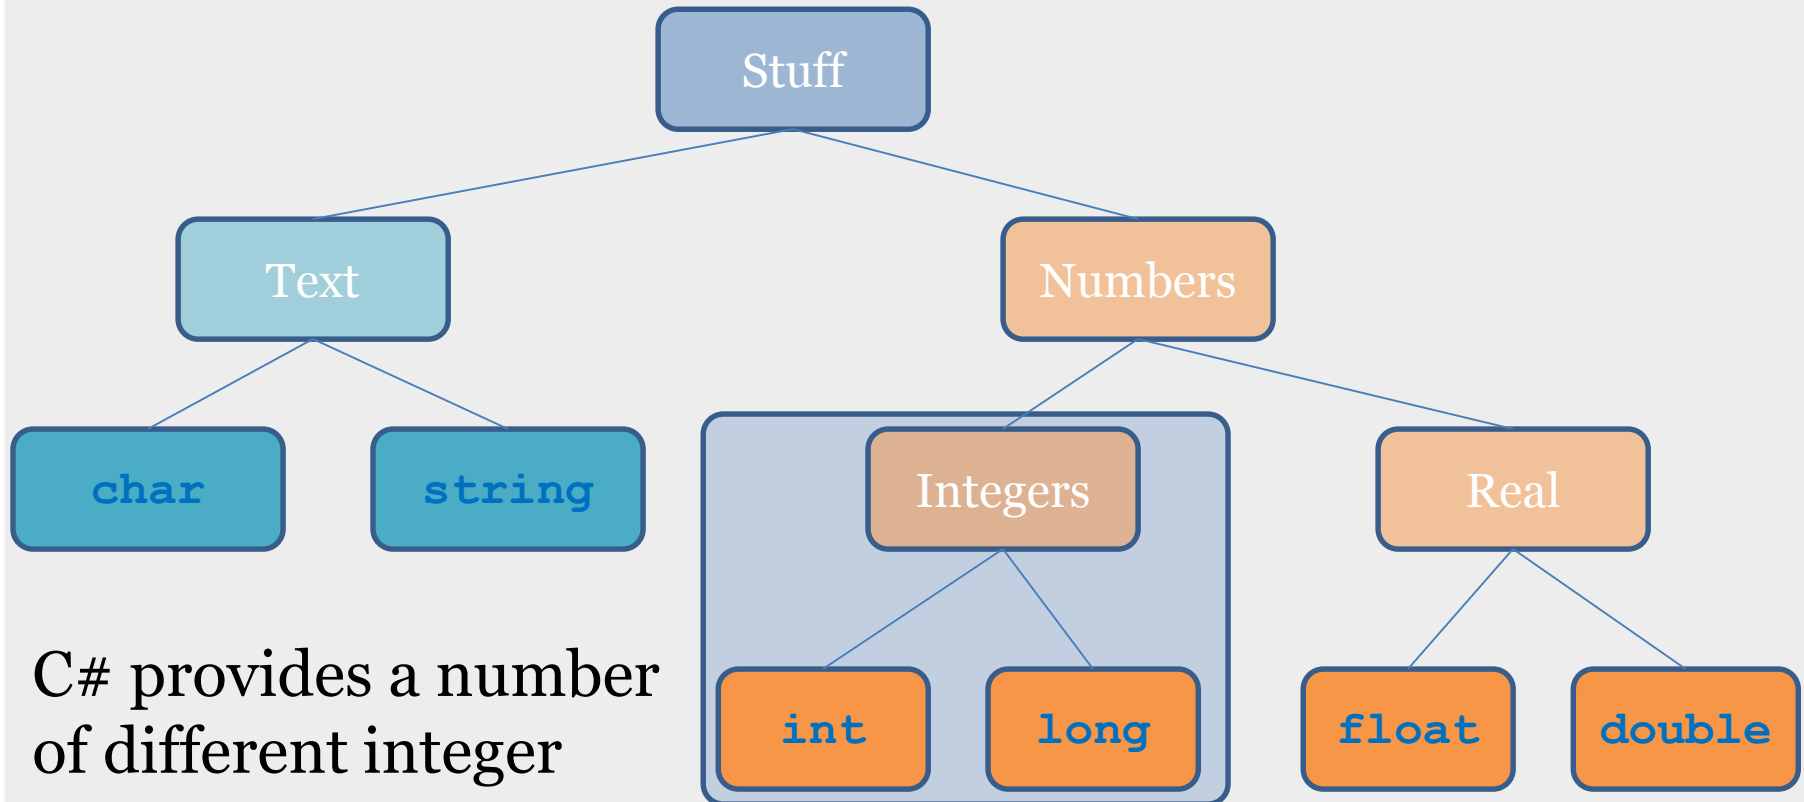 Stuff
Text
Numbers
char
string
Integers
Real
C# provides a number
of different integer
int
long
float
double